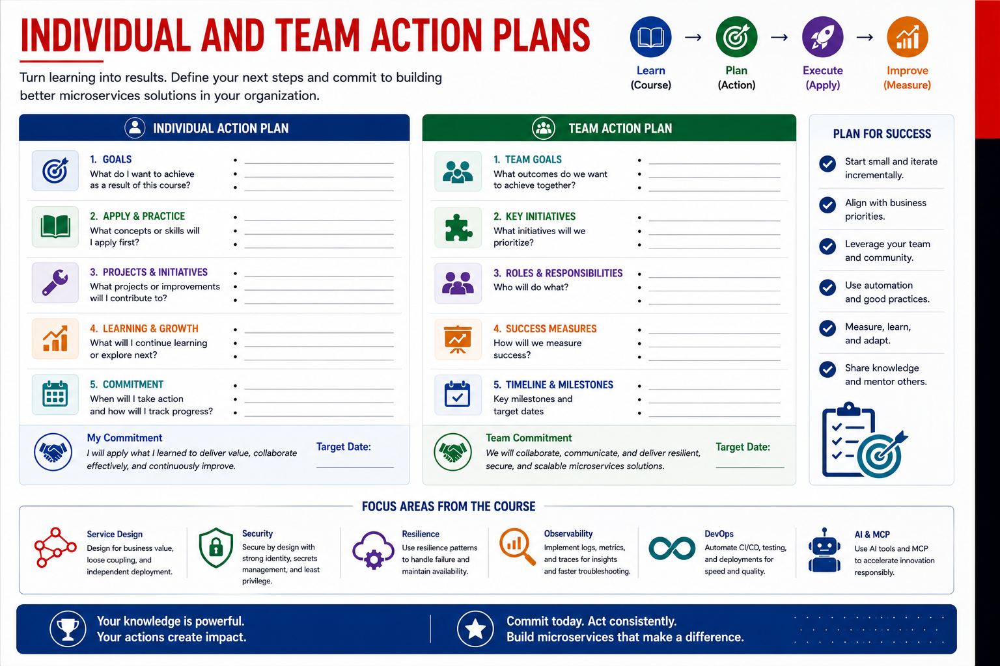 INDIVIDUAL AND TEAM ACTION PLANS
Turn learning into results. Define your next steps and commit to building
better microservices solutions in your organization.
Learn
(Course)
Plan
(Action)
Execute
(Apply)
Improve
(Measure)
INDIVIDUAL ACTION PLAN
1. GOALS
What do I want to achieve
as a result of this course?
2. APPLY & PRACTICE
What concepts or skills will
I apply first?
3. PROJECTS & INITIATIVES
What projects or improvements
will I contribute to?
4. LEARNING & GROWTH
What will I continue learning
or explore next?
5. COMMITMENT
When will I take action
and how will I track progress?
My Commitment
I will apply what I learned to deliver value, collaborate
effectively, and continuously improve.
Target Date:
TEAM ACTION PLAN
1. TEAM GOALS
What outcomes do we want
to achieve together?
2. KEY INITIATIVES
What initiatives will we
prioritize?
3. ROLES & RESPONSIBILITIES
Who will do what?
4. SUCCESS MEASURES
How will we measure
success?
5. TIMELINE & MILESTONES
Key milestones and
target dates
Team Commitment
We will collaborate, communicate, and deliver resilient,
secure, and scalable microservices solutions.
Target Date:
PLAN FOR SUCCESS
Start small and iterate
incrementally.
Align with business
priorities.
Leverage your team
and community.
Use automation
and good practices.
Measure, learn,
and adapt.
Share knowledge
and mentor others.
FOCUS AREAS FROM THE COURSE
Service Design
Design for business value,
loose coupling, and
independent deployment.
Security
Secure by design with
strong identity, secrets
management, and least
privilege.
Resilience
Use resilience patterns
to handle failure and
maintain availability.
Observability
Implement logs, metrics,
and traces for insights
and faster troubleshooting.
DevOps
Automate CI/CD, testing,
and deployments for
speed and quality.
AI & MCP
Use AI tools and MCP
to accelerate innovation
responsibly.
Your knowledge is powerful.
Your actions create impact.
Commit today. Act consistently.
Build microservices that make a difference.